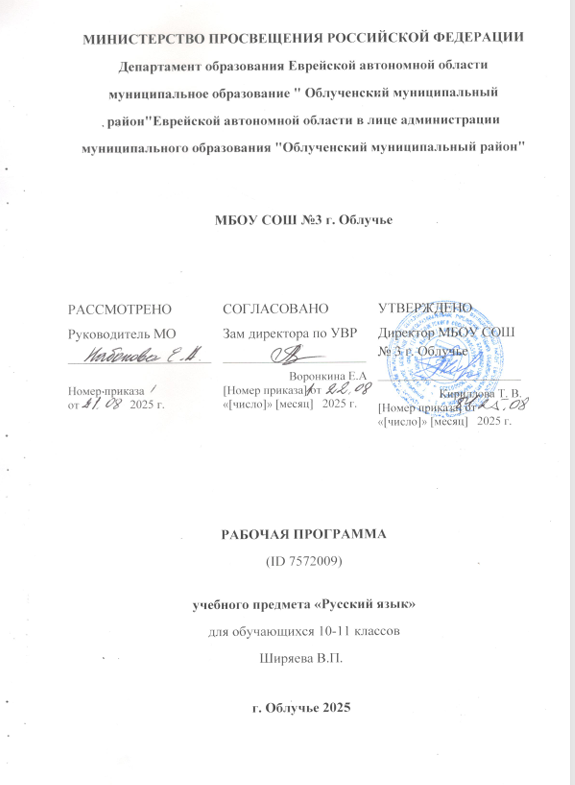 МИНИСТЕРСТВО ПРОСВЕЩЕНИЯ РОССИЙСКОЙ ФЕДЕРАЦИИ
Департамент образования Еврейской автономной области
муниципальное образование " Облученский муниципальный
район"Еврейской автономной области в лице администрации
муниципального образования "Облученский муниципальный район"
МБОУ СОШ №3 г. Облучье
РАССМОТРЕНО
Руководитель МО
Номер-приказа 1
от 21.08 2025 г.
СОГЛАСОВАНО
Зам директора по УВР
Воронкина Е.А
[Номер приказа] от 22.08
«[число]» [месяц] 2025 г.
УТВЕРЖДЕНО
Директор МБОУ СОШ
№ 3 г. Облучье
Кириллова Т. В.
[Номер приказа] от 25.08
«[число]» [месяц] 2025 г.
РАБОЧАЯ ПРОГРАММА
(ID 7572009)
учебного предмета «Русский язык»
для обучающихся 10-11 классов
Ширяева В.П.
г. Облучье 2025